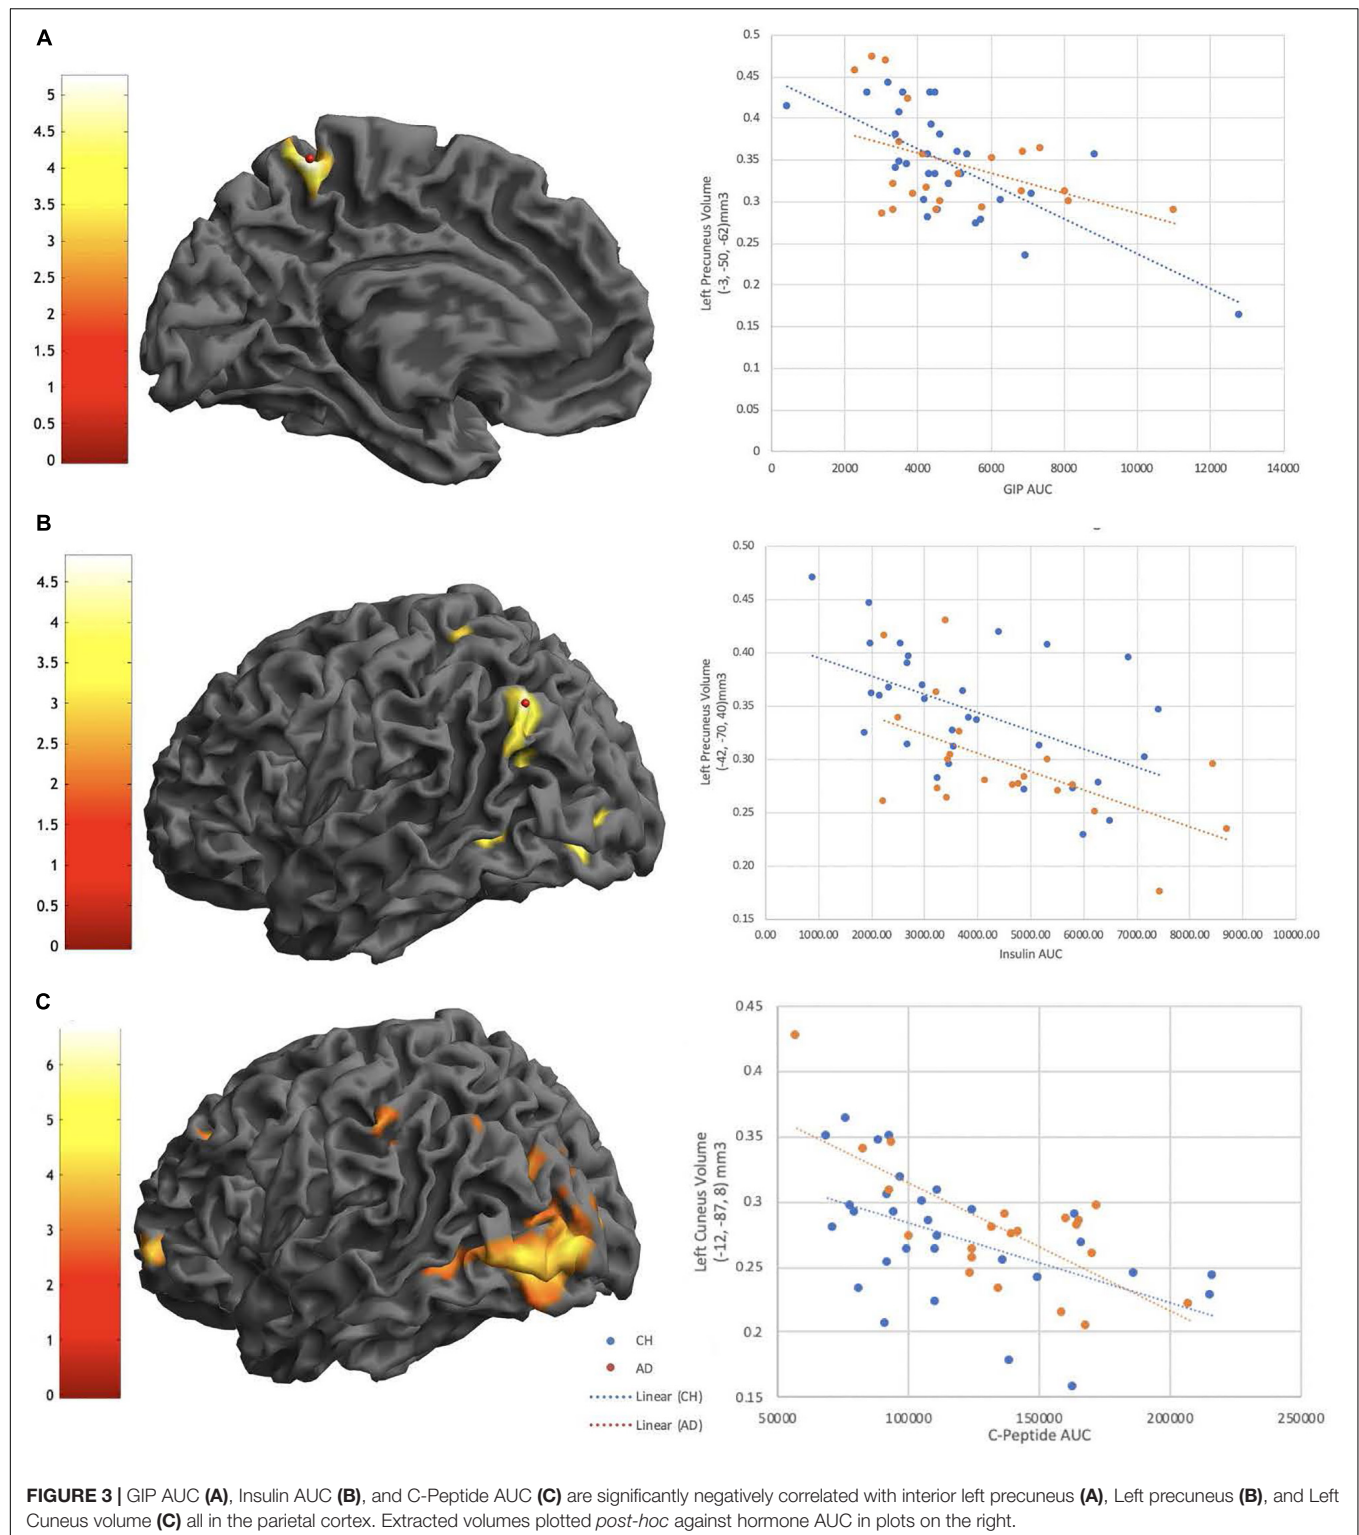 A
5
4.5
4
3.5
3
2.5
2
1.5
1
0.5
0
0.5
0.45
0.4
0.35
0.3
0.25
0.2
0.15
0.1
0.05
0
Left Precuneus Volume
(-3, -50, -62)mm3
0 2000 4000 6000 8000 10000 12000 14000
GIP AUC
B
4.5
4
3.5
3
2.5
2
1.5
1
0.5
0
0.50
0.45
0.40
0.35
0.30
0.25
0.20
0.15
Left Precuneus Volume
(-42, -70, 40)mm3
0.00 1000.00 2000.00 3000.00 4000.00 5000.00 6000.00 7000.00 8000.00 9000.00 10000.00
Insulin AUC
C
6
5
4
3
2
1
0
CH
AD
Linear (CH)
Linear (AD)
0.45
0.4
0.35
0.3
0.25
0.2
0.15
Left Cuneus Volume
(-12, -87, 8) mm3
50000 100000 150000 200000 250000
C-Peptide AUC
FIGURE 3 | GIP AUC (A), Insulin AUC (B), and C-Peptide AUC (C) are significantly negatively correlated with interior left precuneus (A), Left precuneus (B), and Left
Cuneus volume (C) all in the parietal cortex. Extracted volumes plotted post-hoc against hormone AUC in plots on the right.